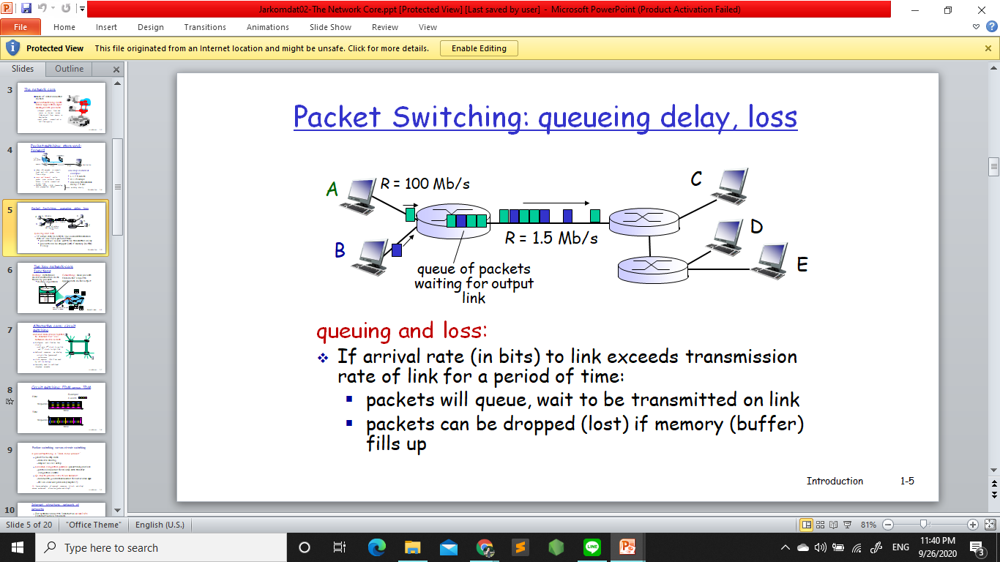 Jarkomdat02-The Network Core.ppt [Protected View] [Last saved by user] - Microsoft PowerPoint (Product Activation Failed)
File Home Insert Design Transitions Animations Slide Show Review View
Protected View This file originated from an Internet location and might be unsafe. Click for more details. Enable Editing
Slides Outline
3
The network core
4
Packet-switching: store-and-forward
5
Packet Switching: queueing delay, loss
6
Two key network-core functions
7
Alternative core: circuit switching
8
Circuit switching: FDM versus TDM
9
Packet switching versus circuit switching
10
Internet structure: network of networks
Packet Switching: queueing delay, loss
A
R = 100 Mb/s
B
R = 1.5 Mb/s
C
D
E
queue of packets
waiting for output
link
queuing and loss:
If arrival rate (in bits) to link exceeds transmission
rate of link for a period of time:
packets will queue, wait to be transmitted on link
packets can be dropped (lost) if memory (buffer)
fills up
Introduction 1-5
Slide 5 of 20 "Office Theme" English (U.S.) 81%
Type here to search
ENG
11:40 PM
9/26/2020
3